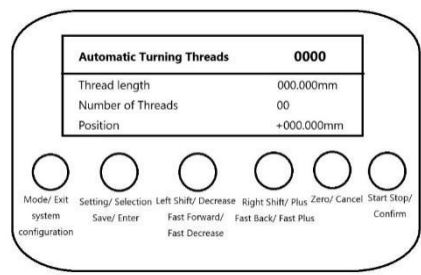 Automatic Turning Threads 0000
Thread length 000.000mm
Number of Threads 00
Position +000.000mm
Mode/ Exit
system
configuration
Setting/ Selection
Save/ Enter
Left Shift/ Decrease
Fast Forward/
Fast Decrease
Right Shift/ Plus
Fast Back/ Fast Plus
Zero/ Cancel
Start Stop/
Confirm